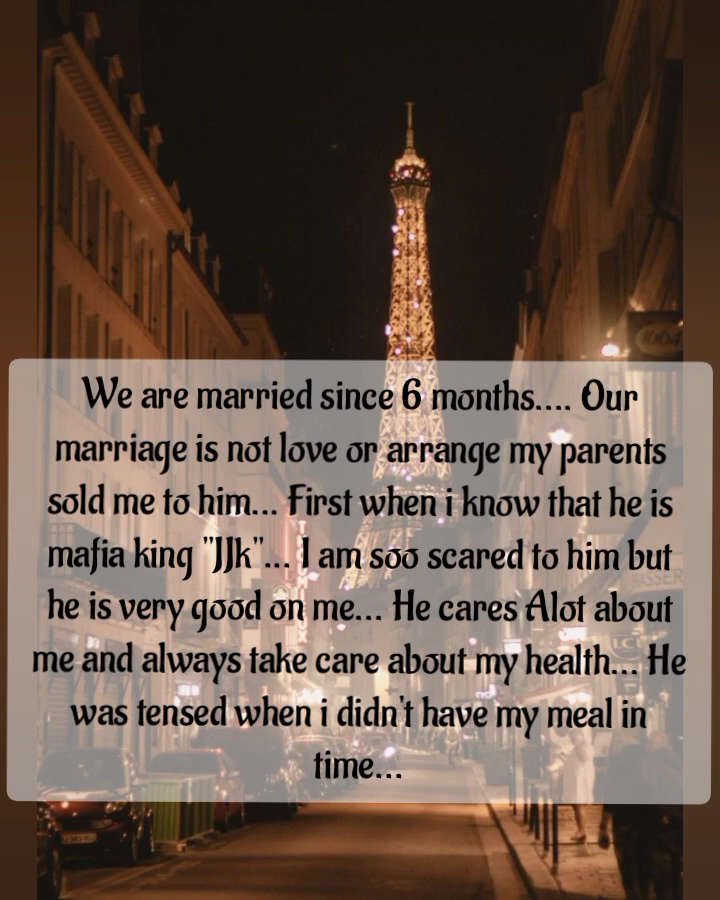 We are married since 6 months.... Our
marriage is not love or arrange my parents
sold me to him... First when i know that he is
mafia king "JJk"... I am soo scared to him but
he is very good on me... He cares Alot about
me and always take care about my health... He
was tensed when i didn't have my meal in
time...